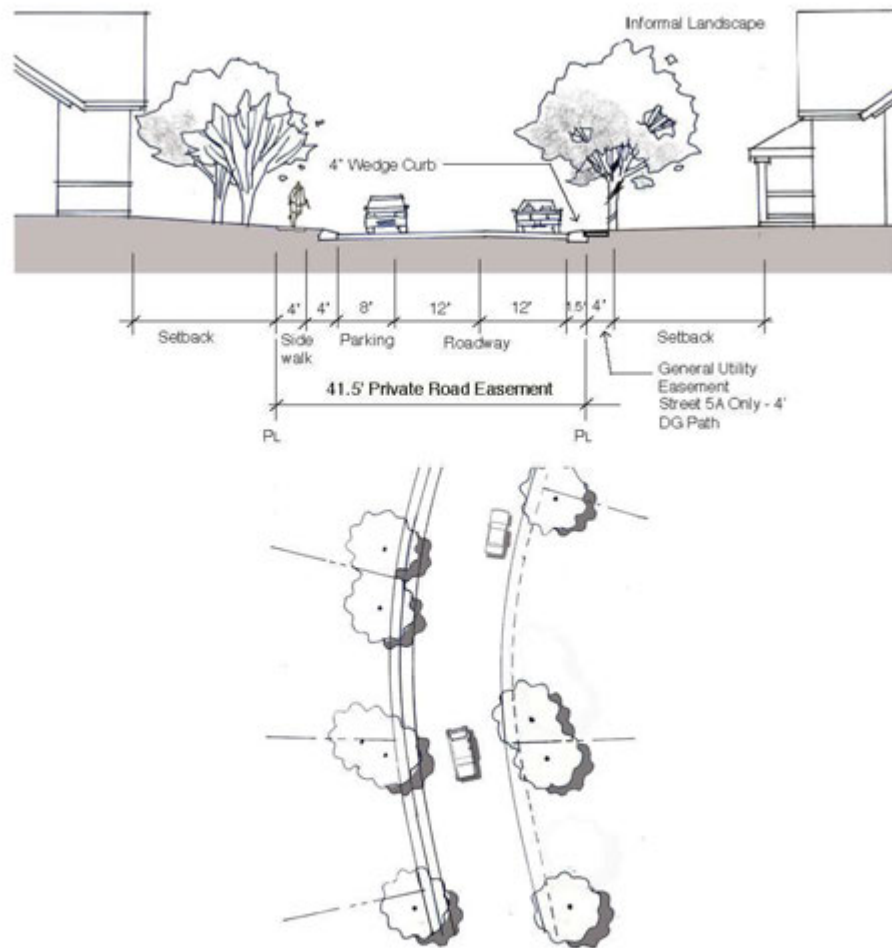 Informal Landscape
4" Wedge Curb
4' 4' 8' 12' 12' 1.5' 4'
Setback Side walk Parking Roadway Setback
41.5' Private Road Easement
General Utility
Easement
Street 5A Only - 4'
DG Path
PL PL